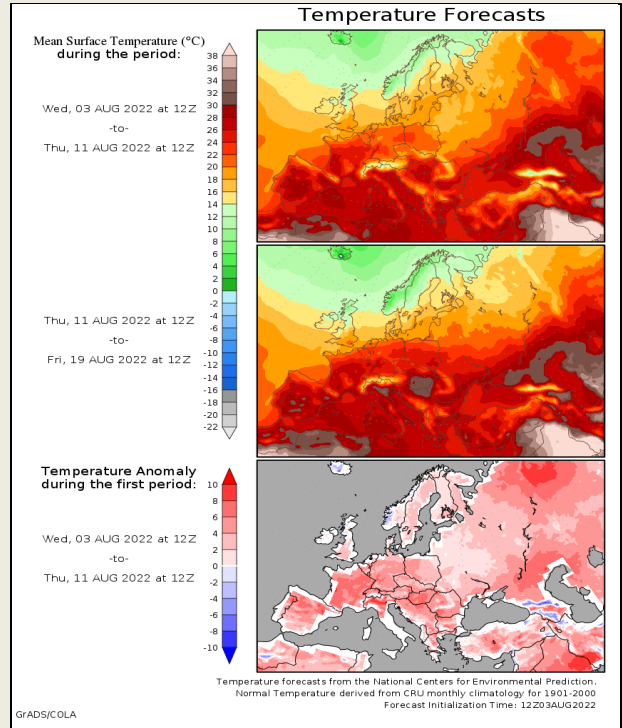 Temperature Forecasts
Mean Surface Temperature (°C)
during the period:
Wed, 03 AUG 2022 at 12Z
-to-
Thu, 11 AUG 2022 at 12Z
38
36
34
32
30
28
26
24
22
20
18
16
14
12
10
8
6
4
2
0
-2
-4
-6
-8
-10
-12
-14
-16
-18
-20
-22
Thu, 11 AUG 2022 at 12Z
-to-
Fri, 19 AUG 2022 at 12Z
Temperature Anomaly
during the first period:
Wed, 03 AUG 2022 at 12Z
-to-
Thu, 11 AUG 2022 at 12Z
10
8
6
4
2
0
-2
-4
-6
-8
-10
Temperature forecasts from the National Centers for Environmental Prediction.
Normal Temperature derived from CRU monthly climatology for 1901-2000
Forecast Initialization Time: 12Z03AUG2022
GrADS/COLA